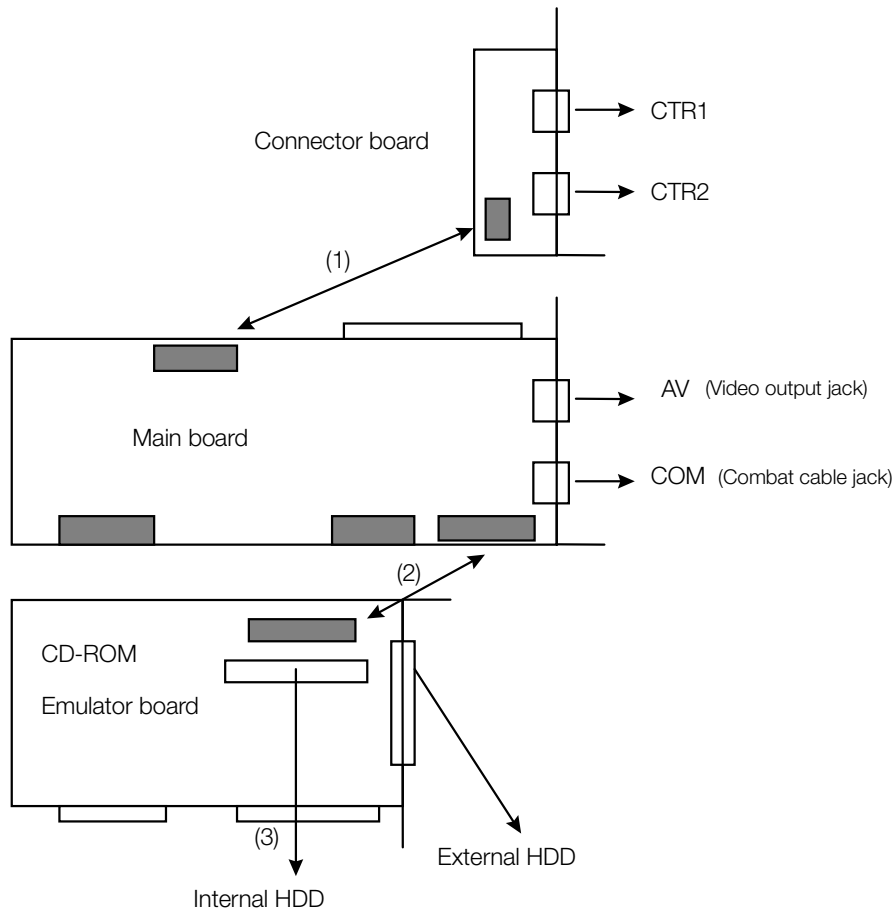 CTR1
Connector board
CTR2
(1)
AV (Video output jack)
Main board
COM (Combat cable jack)
(2)
CD-ROM
Emulator board
(3)
External HDD
Internal HDD